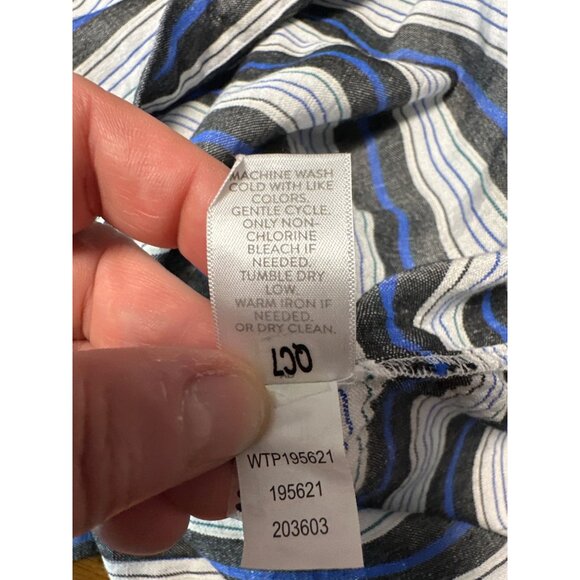 MACHINE WASH
COLD WITH LIKE
COLORS.
GENTLE CYCLE.
ONLY NON-
CHLORINE
BLEACH IF
NEEDED.
TUMBLE DRY
LOW.
WARM IRON IF
NEEDED.
OR DRY CLEAN.
QC7
WTP195621
195621
203603